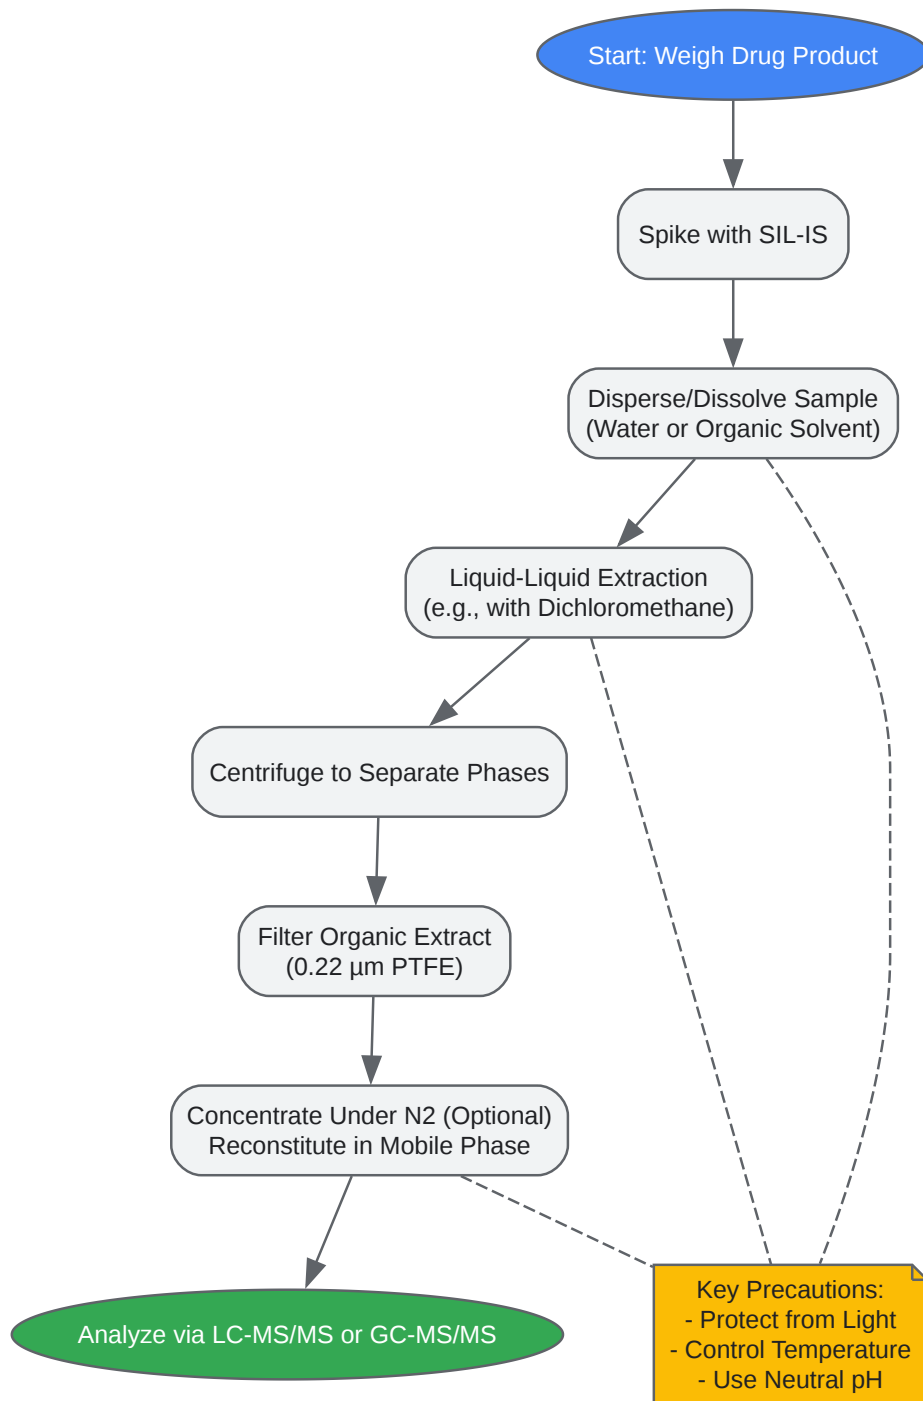 Start: Weigh Drug Product
Spike with SIL-IS
Disperse/Dissolve Sample
(Water or Organic Solvent)
Liquid-Liquid Extraction
(e.g., with Dichloromethane)
Centrifuge to Separate Phases
Filter Organic Extract
(0.22 µm PTFE)
Concentrate Under N2 (Optional)
Reconstitute in Mobile Phase
Analyze via LC-MS/MS or GC-MS/MS
Key Precautions:
- Protect from Light
- Control Temperature
- Use Neutral pH